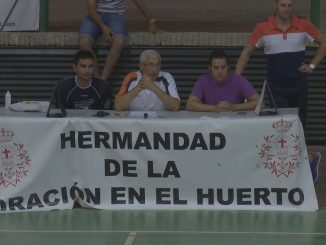 HERMANDAD
DE LA
ORACIÓN EN EL HUERTO